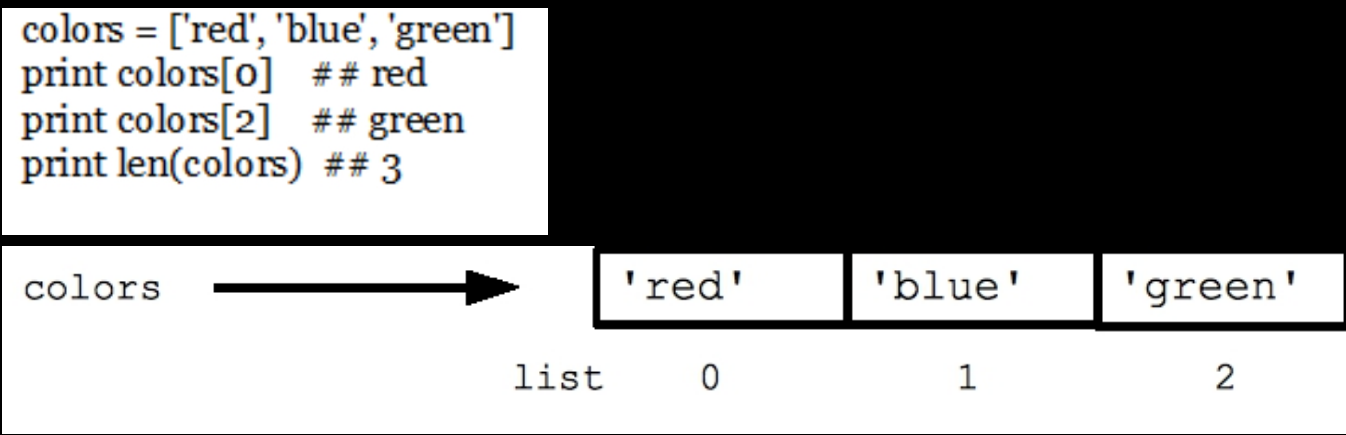 colors = ['red', 'blue', 'green']
print colors[0]    ## red
print colors[2]    ## green
print len(colors)  ## 3
colors 'red' 'blue' 'green'
list 0 1 2